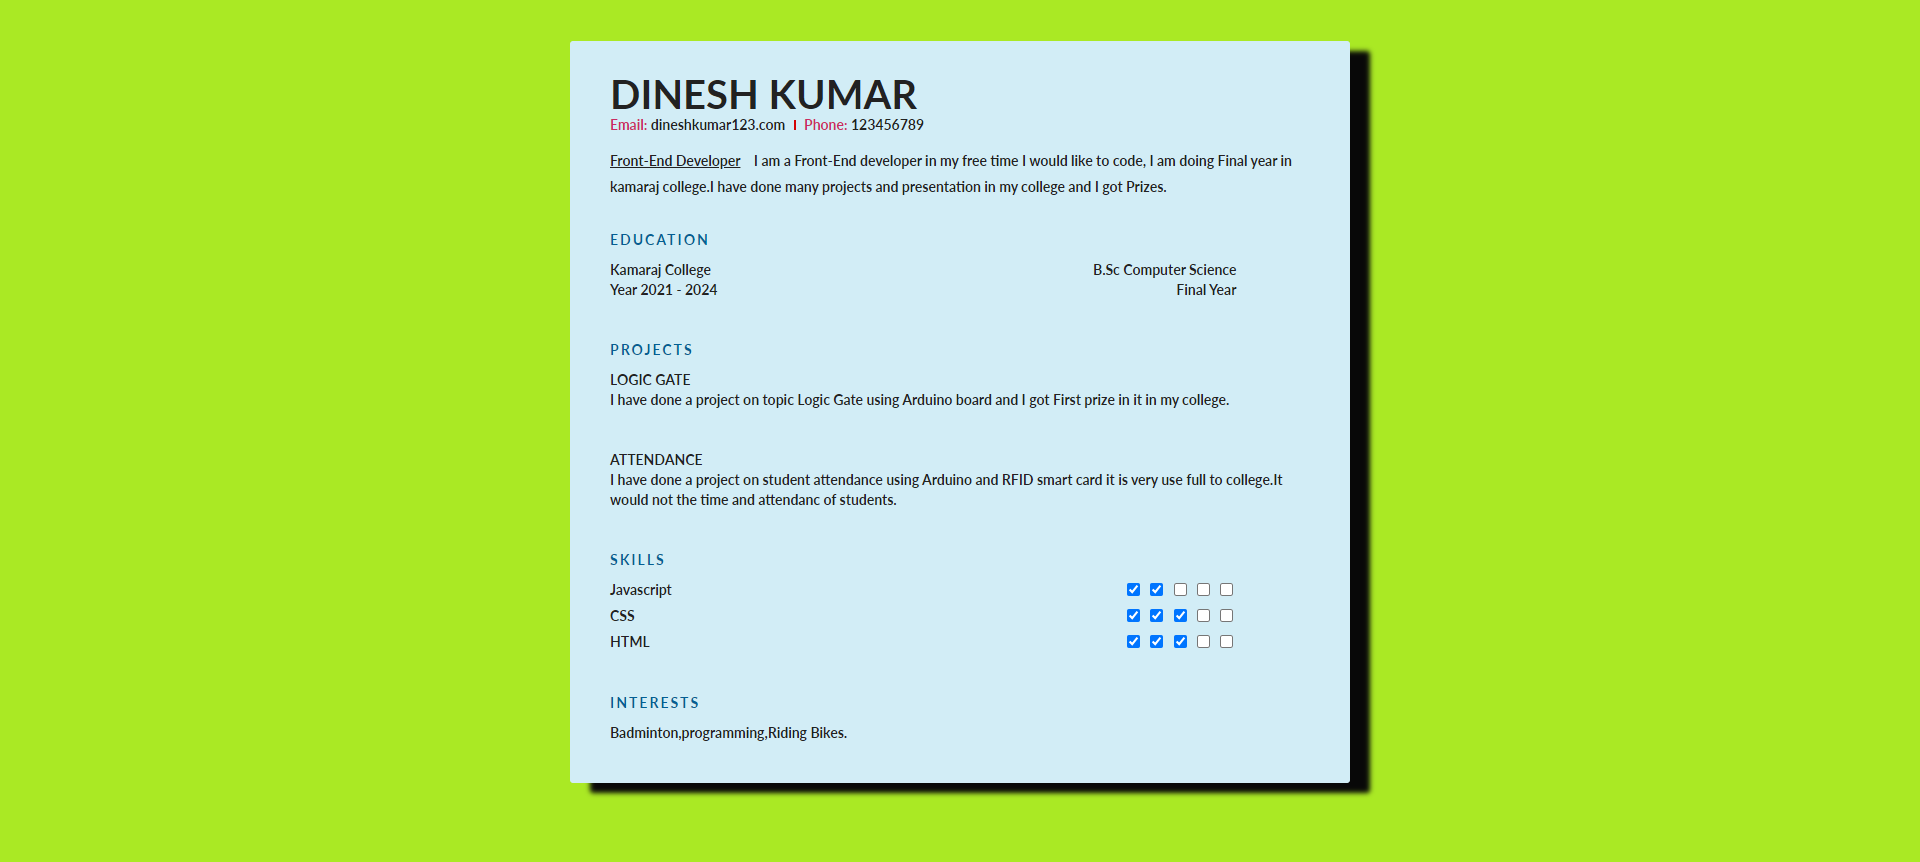 DINESH KUMAR
Email: dineshkumar123.com I Phone: 123456789
Front-End Developer I am a Front-End developer in my free time I would like to code, I am doing Final year in
kamaraj college.I have done many projects and presentation in my college and I got Prizes.
EDUCATION
Kamaraj College B.Sc Computer Science
Year 2021 - 2024 Final Year
PROJECTS
LOGIC GATE
I have done a project on topic Logic Gate using Arduino board and I got First prize in it in my college.
ATTENDANCE
I have done a project on student attendance using Arduino and RFID smart card it is very use full to college.It
would not the time and attendanc of students.
SKILLS
Javascript
CSS
HTML
INTERESTS
Badminton,programming,Riding Bikes.